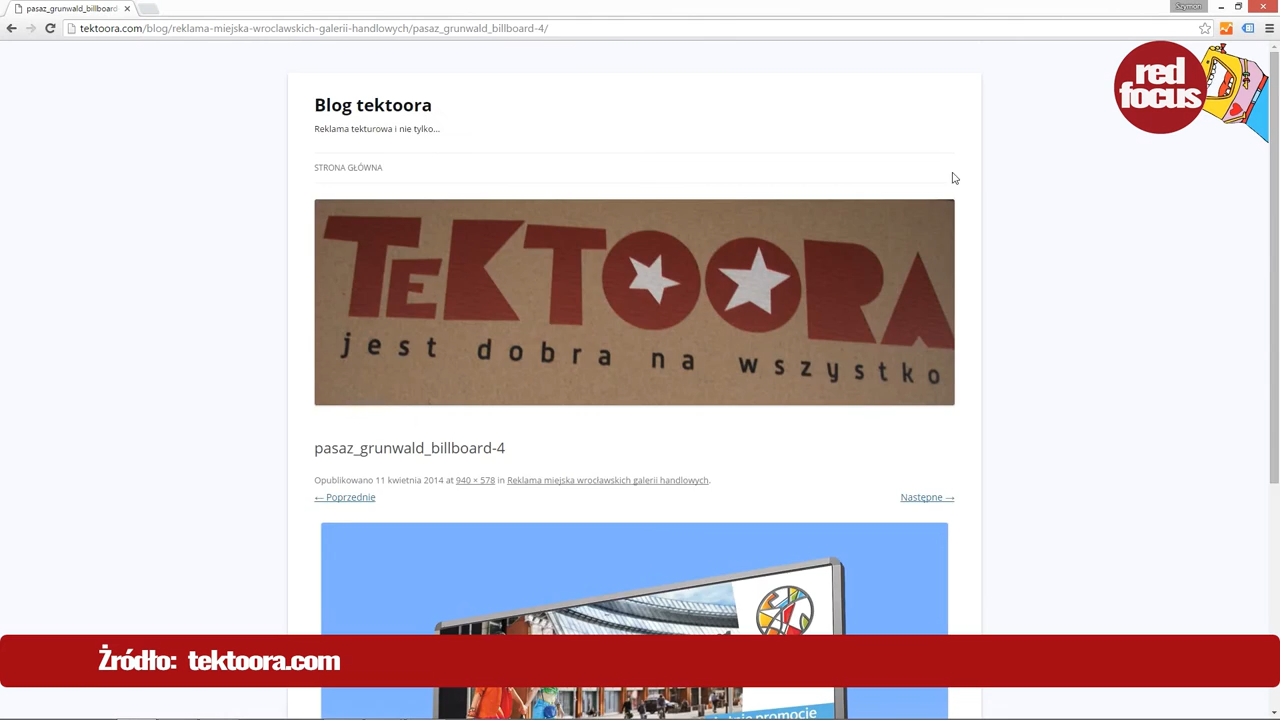 pasaz_grunwald_billboard
Szymon
tektoora.com/blog/reklama-miejska-wroclawskich-galerii-handlowych/pasaz_grunwald_billboard-4/
red
focus
Blog tektoora
Reklama tekturowa i nie tylko...
STRONA GŁÓWNA
TEKTOORA
jest dobra na wszystko
pasaz_grunwald_billboard-4
Opublikowano 11 kwietnia 2014 at 940 × 578 in Reklama miejska wrocławskich galerii handlowych.
← Poprzednie
Następne →
Źródło: tektoora.com
promocje